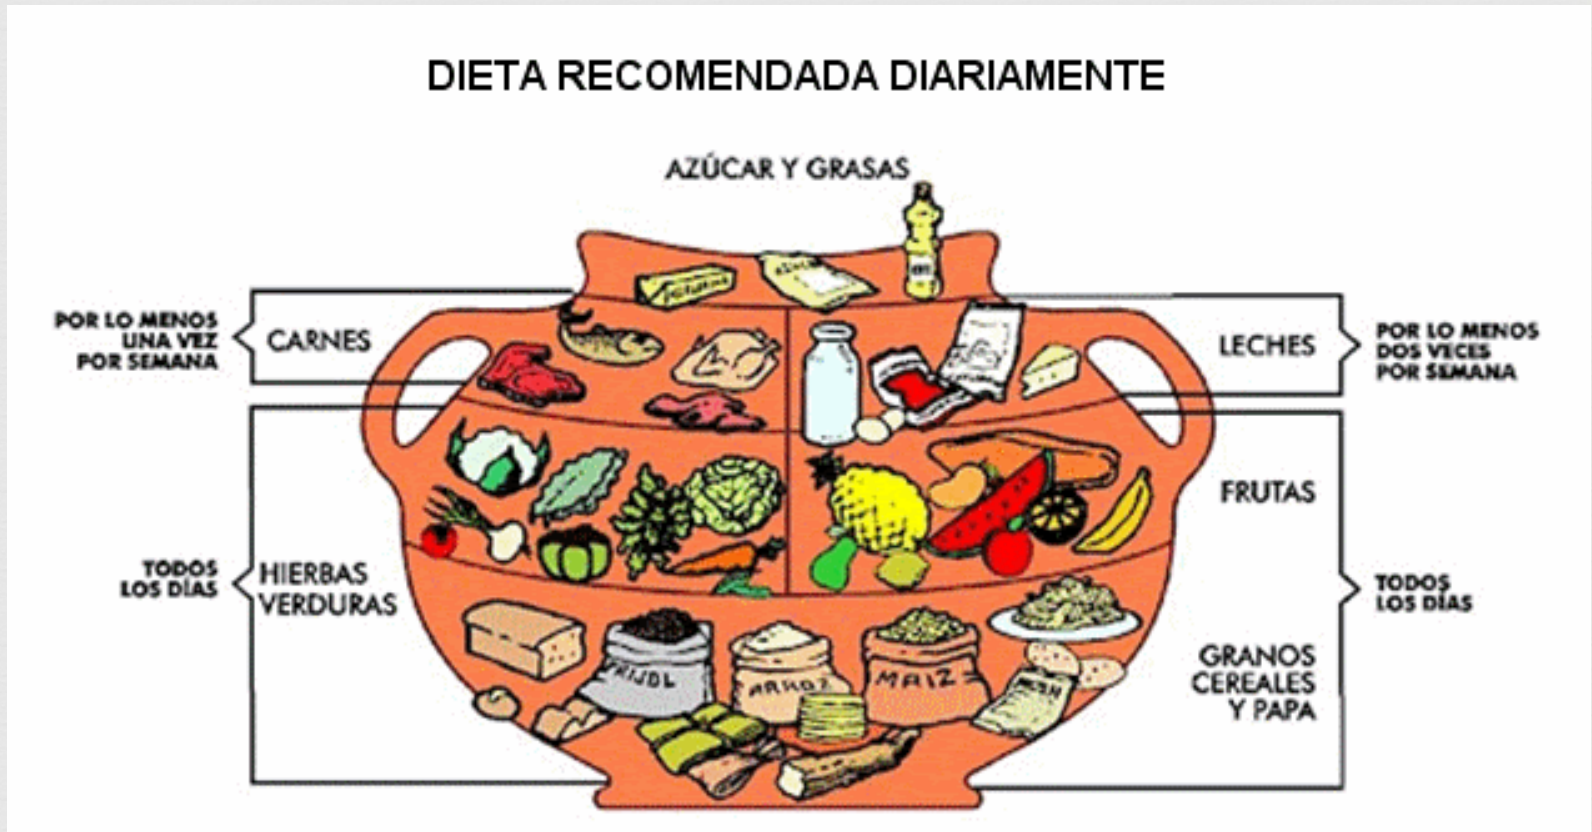 DIETA RECOMENDADA DIARIAMENTE
AZÚCAR Y GRASAS
POR LO MENOS
UNA VEZ
POR SEMANA
CARNES
LECHES
POR LO MENOS
DOS VECES
POR SEMANA
FRUTAS
TODOS
LOS DÍAS
HIERBAS
VERDURAS
TODOS
LOS DÍAS
GRANOS
CEREALES
Y PAPA
FRIJOL
ARROZ
MAIZ